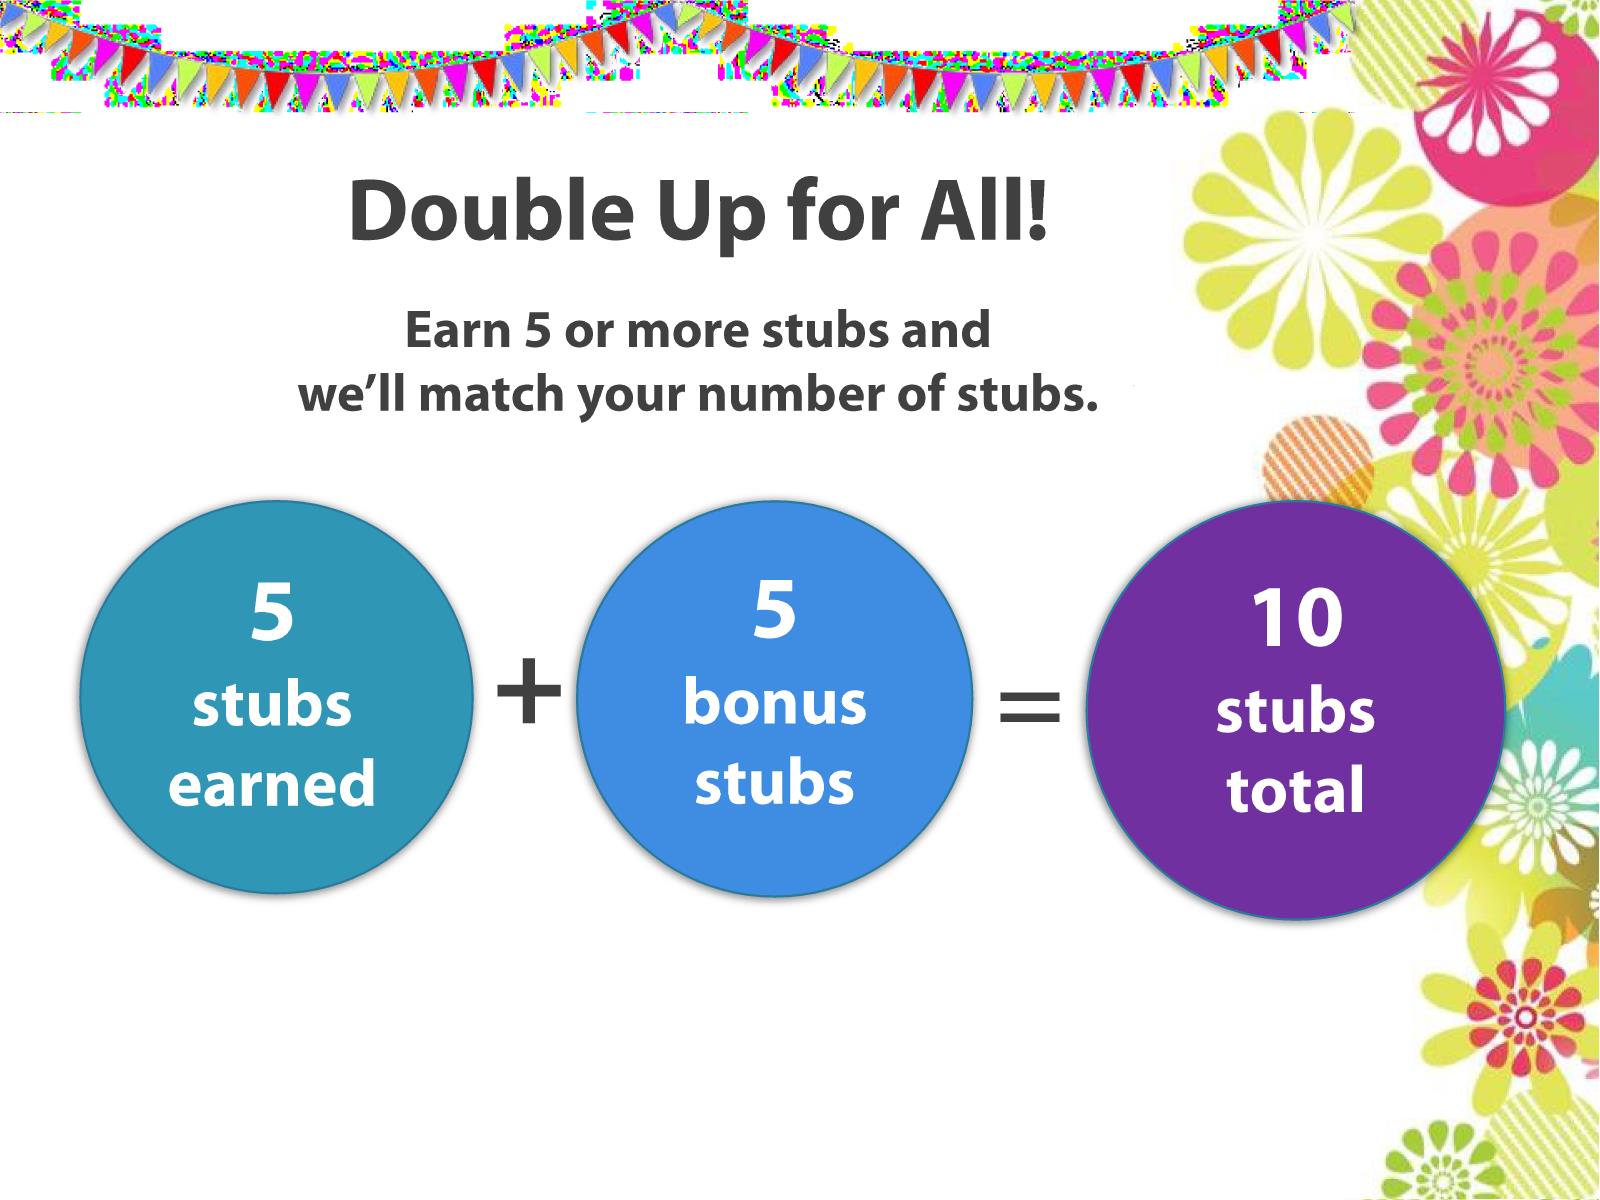 Double Up for All!
Earn 5 or more stubs and
we’ll match your number of stubs.
5
stubs
earned
+
5
bonus
stubs
=
10
stubs
total